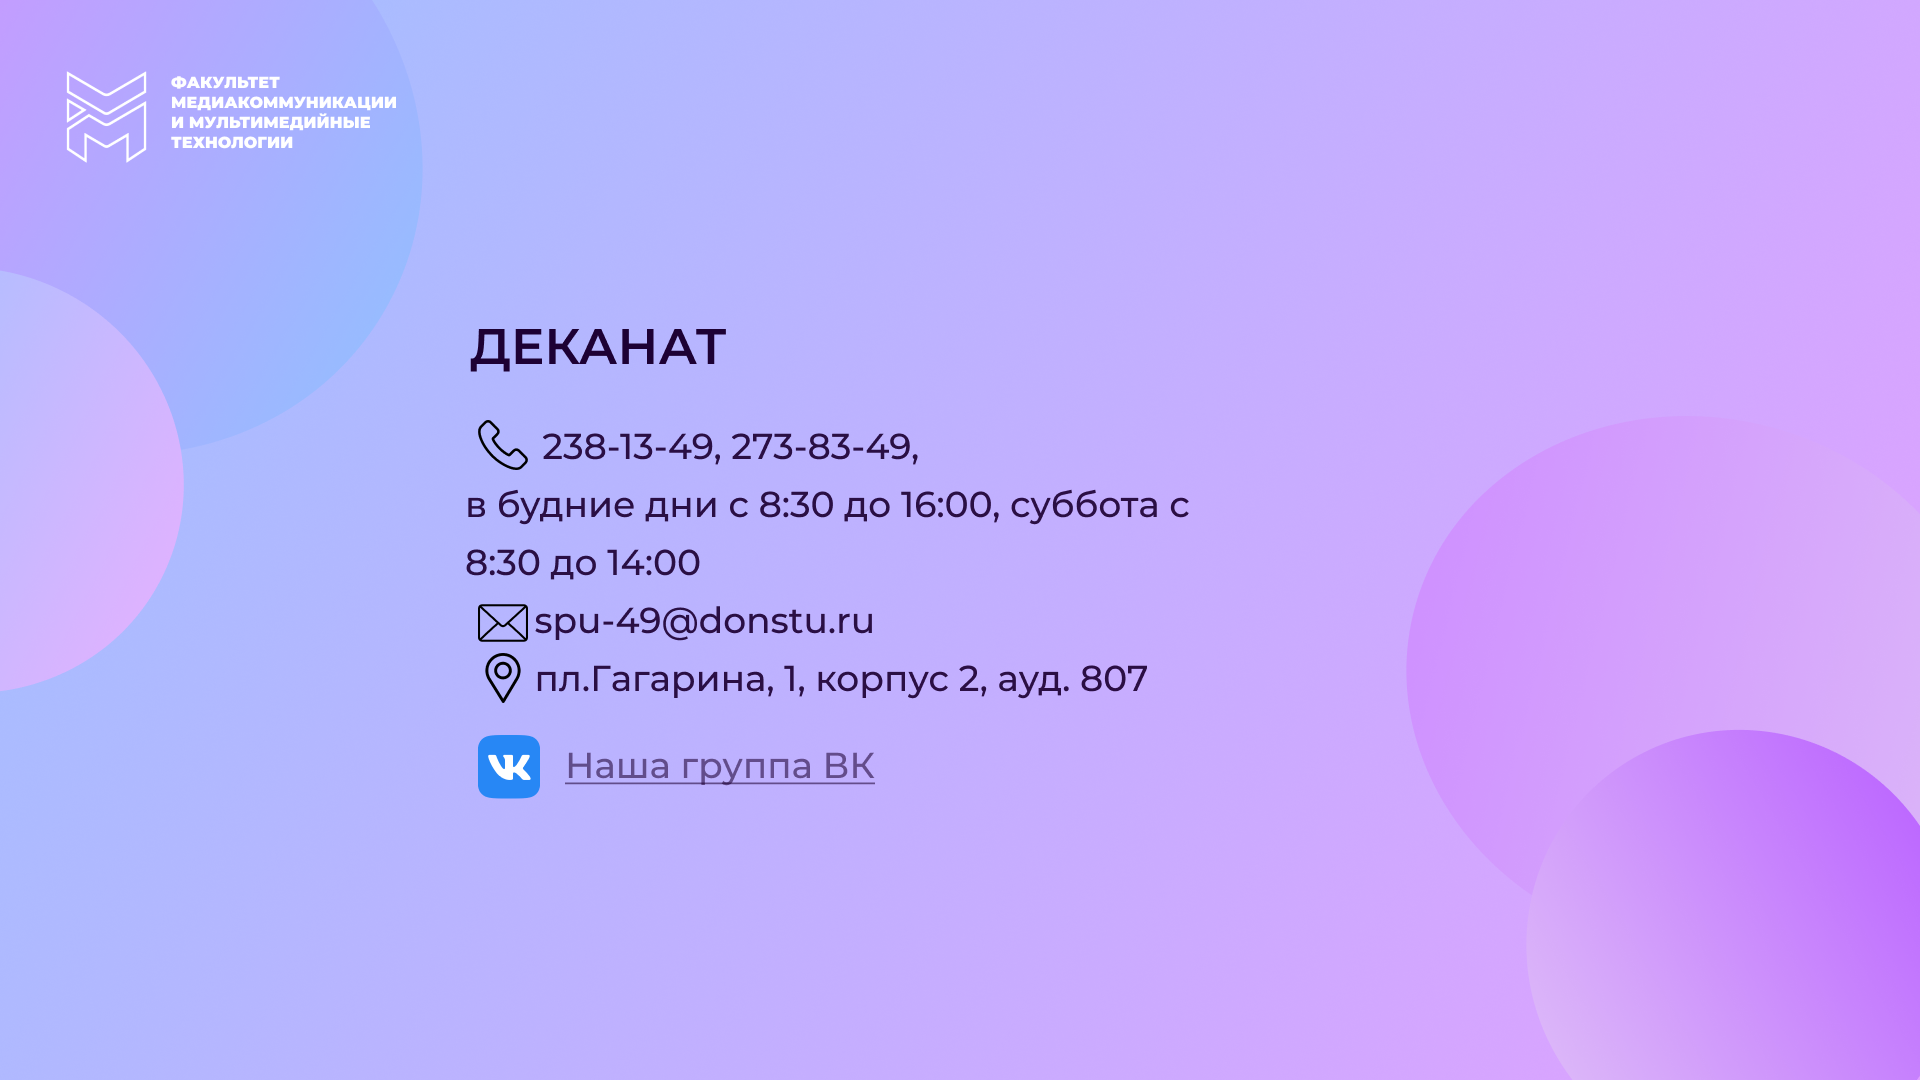 ФАКУЛЬТЕТ
МЕДИАКОММУНИКАЦИИ
И МУЛЬТИМЕДИЙНЫЕ
ТЕХНОЛОГИИ
ДЕКАНАТ
238-13-49, 273-83-49,
в будние дни с 8:30 до 16:00, суббота с
8:30 до 14:00
spu-49@donstu.ru
пл.Гагарина, 1, корпус 2, ауд. 807
Наша группа ВК